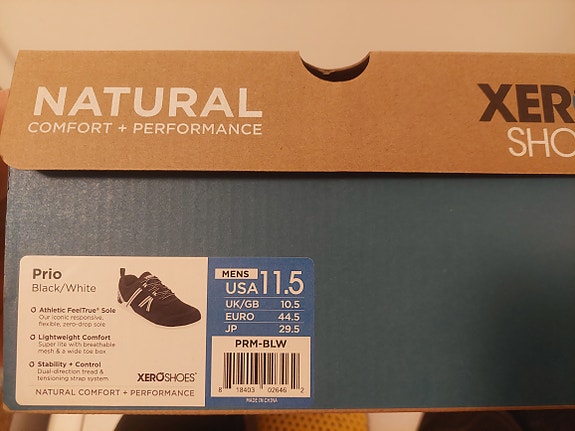 NATURAL
COMFORT + PERFORMANCE
XER
SHO
Prio
Black/White
Athletic FeelTrue® Sole
Our iconic responsive,
flexible, zero-drop sole
Lightweight Comfort
Super lite with breathable
mesh & a wide toe box
Stability + Control
Dual-direction tread &
tensioning strap system
XEROSHOES®
NATURAL COMFORT + PERFORMANCE
MENS
USA 11.5
UK/GB 10.5
EURO 44.5
JP 29.5
PRM-BLW
8 18403 02646 2
MADE IN CHINA